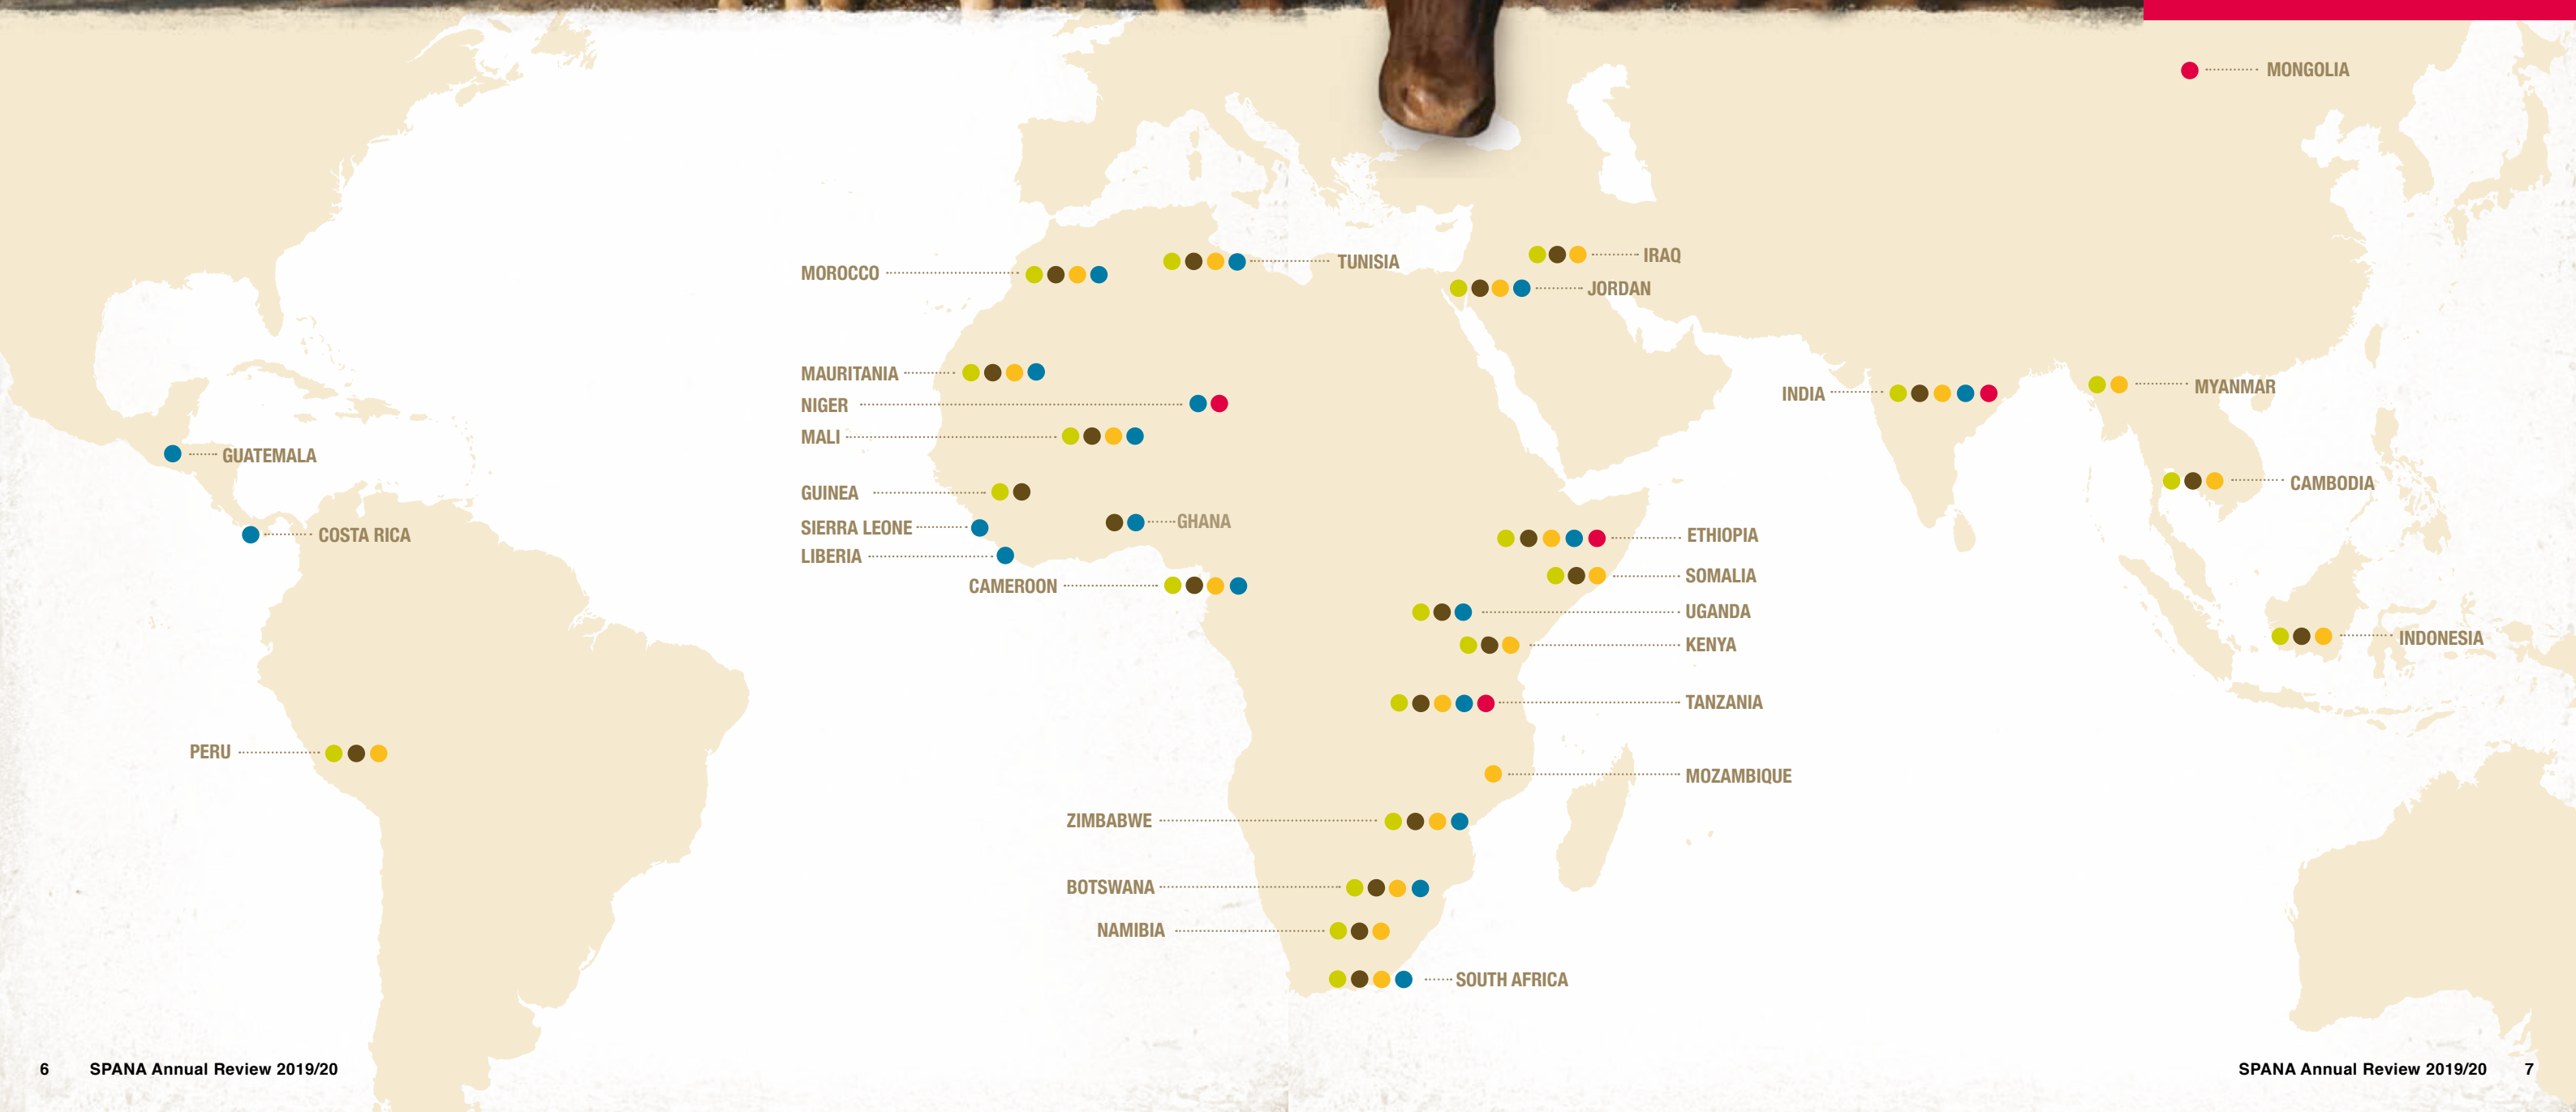 MONGOLIA
IRAQ
TUNISIA
MOROCCO
JORDAN
MAURITANIA
MYANMAR
INDIA
NIGER
MALI
GUATEMALA
CAMBODIA
GUINEA
GHANA
SIERRA LEONE
COSTA RICA
ETHIOPIA
LIBERIA
SOMALIA
CAMEROON
UGANDA
INDONESIA
KENYA
TANZANIA
PERU
MOZAMBIQUE
ZIMBABWE
BOTSWANA
NAMIBIA
SOUTH AFRICA
6 SPANA Annual Review 2019/20
SPANA Annual Review 2019/20 7